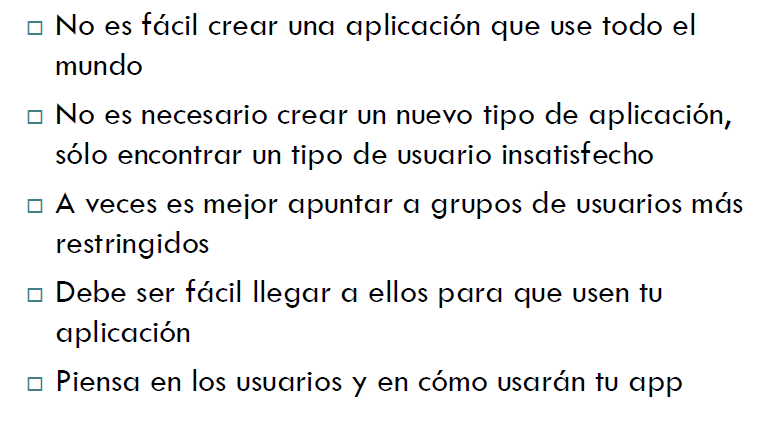 No es fácil crear una aplicación que use todo el
mundo
No es necesario crear un nuevo tipo de aplicación,
sólo encontrar un tipo de usuario insatisfecho
A veces es mejor apuntar a grupos de usuarios más
restringidos
Debe ser fácil llegar a ellos para que usen tu
aplicación
Piensa en los usuarios y en cómo usarán tu app